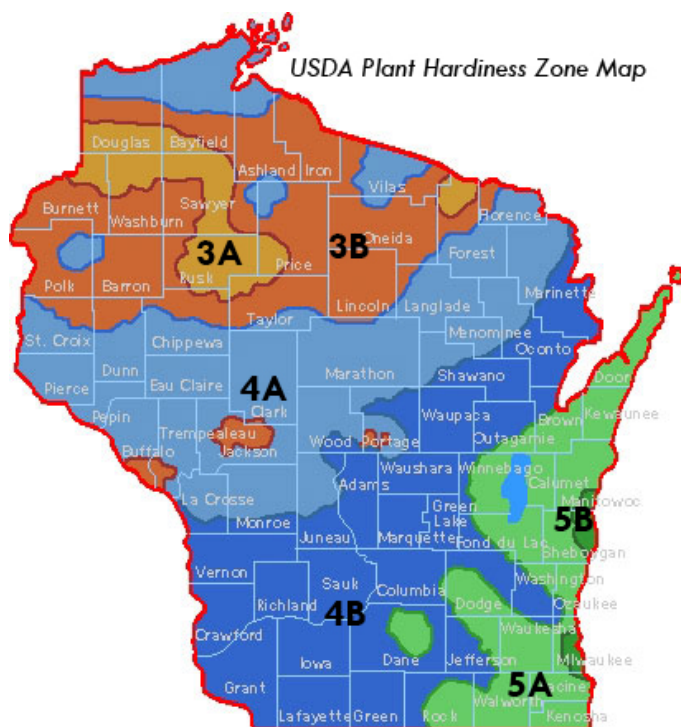 USDA Plant Hardiness Zone Map
Douglas
Bayfield
Ashland
Iron
Vilas
Burnett
Washburn
Sawyer
Florence
3A
3B
Oneida
Forest
Polk
Barron
Rusk
Price
Lincoln
Langlade
Marinette
Taylor
St. Croix
Chippewa
Menominee
Oconto
Dunn
Marathon
Shawano
Door
Pierce
Eau Claire
4A
Clark
Waupaca
Kewaunee
Pepin
Trempealeau
Brown
Outagamie
Buffalo
Jackson
Wood
Portage
Waushara
Winnebago
Calumet
Adams
Manitowoc
La Crosse
Green
Lake
5B
Monroe
Juneau
Marquette
Fond du Lac
Sheboygan
Vernon
Sauk
Columbia
Washington
Richland
4B
Dodge
Ozaukee
Crawford
Waukesha
Iowa
Dane
Jefferson
Milwaukee
Grant
5A
Racine
Walworth
Lafayette
Green
Rock
Kenosha